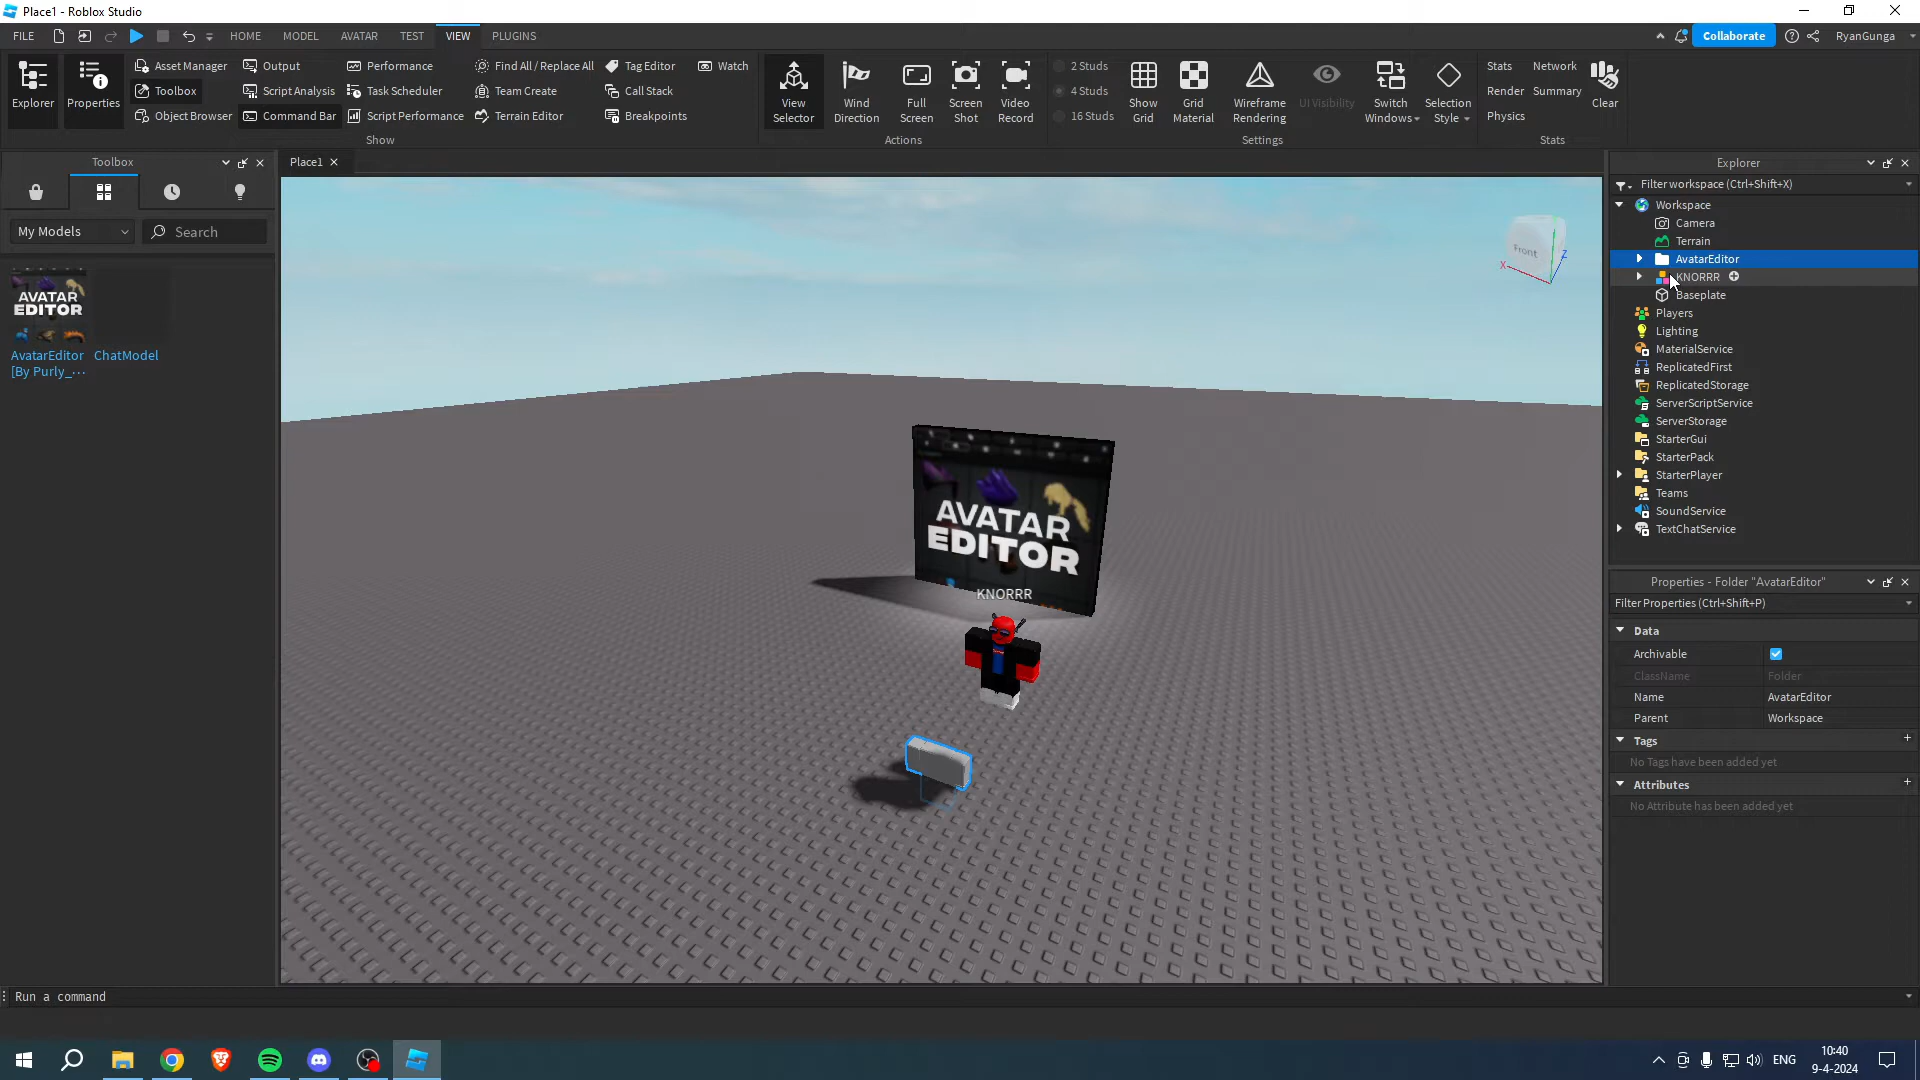 Place1 - Roblox Studio
FILE HOME MODEL AVATAR TEST VIEW PLUGINS Collaborate RyanGunga
Explorer
Properties
Asset Manager
Toolbox
Object Browser
Output
Script Analysis
Command Bar
Performance
Task Scheduler
Script Performance
Find All / Replace All
Team Create
Terrain Editor
Tag Editor
Call Stack
Breakpoints
Watch
Show
View Selector
Wind Direction
Full Screen
Screen Shot
Video Record
Actions
2 Studs
4 Studs
16 Studs
Show Grid
Grid Material
Wireframe Rendering
UI Visibility
Switch Windows
Selection Style
Settings
Stats
Render
Physics
Network
Summary
Clear
Stats
Toolbox
My Models
Search
AVATAR
EDITOR
AvatarEditor
[By Purly_...
ChatModel
Place1
Front
X
Z
AVATAR
EDITOR
KNORRR
Explorer
Filter workspace (Ctrl+Shift+X)
Workspace
Camera
Terrain
AvatarEditor
KNORRR
Baseplate
Players
Lighting
MaterialService
ReplicatedFirst
ReplicatedStorage
ServerScriptService
ServerStorage
StarterGui
StarterPack
StarterPlayer
Teams
SoundService
TextChatService
Properties - Folder "AvatarEditor"
Filter Properties (Ctrl+Shift+P)
Data
Archivable
ClassName Folder
Name AvatarEditor
Parent Workspace
Tags
No Tags have been added yet
Attributes
No Attribute has been added yet
Run a command
ENG
10:40
9-4-2024